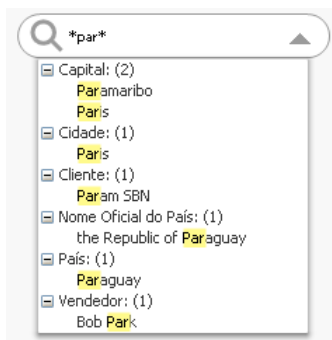 *par*
Capital: (2)
Paramaribo
Paris
Cidade: (1)
Paris
Cliente: (1)
Param SBN
Nome Oficial do País: (1)
the Republic of Paraguay
País: (1)
Paraguay
Vendedor: (1)
Bob Park